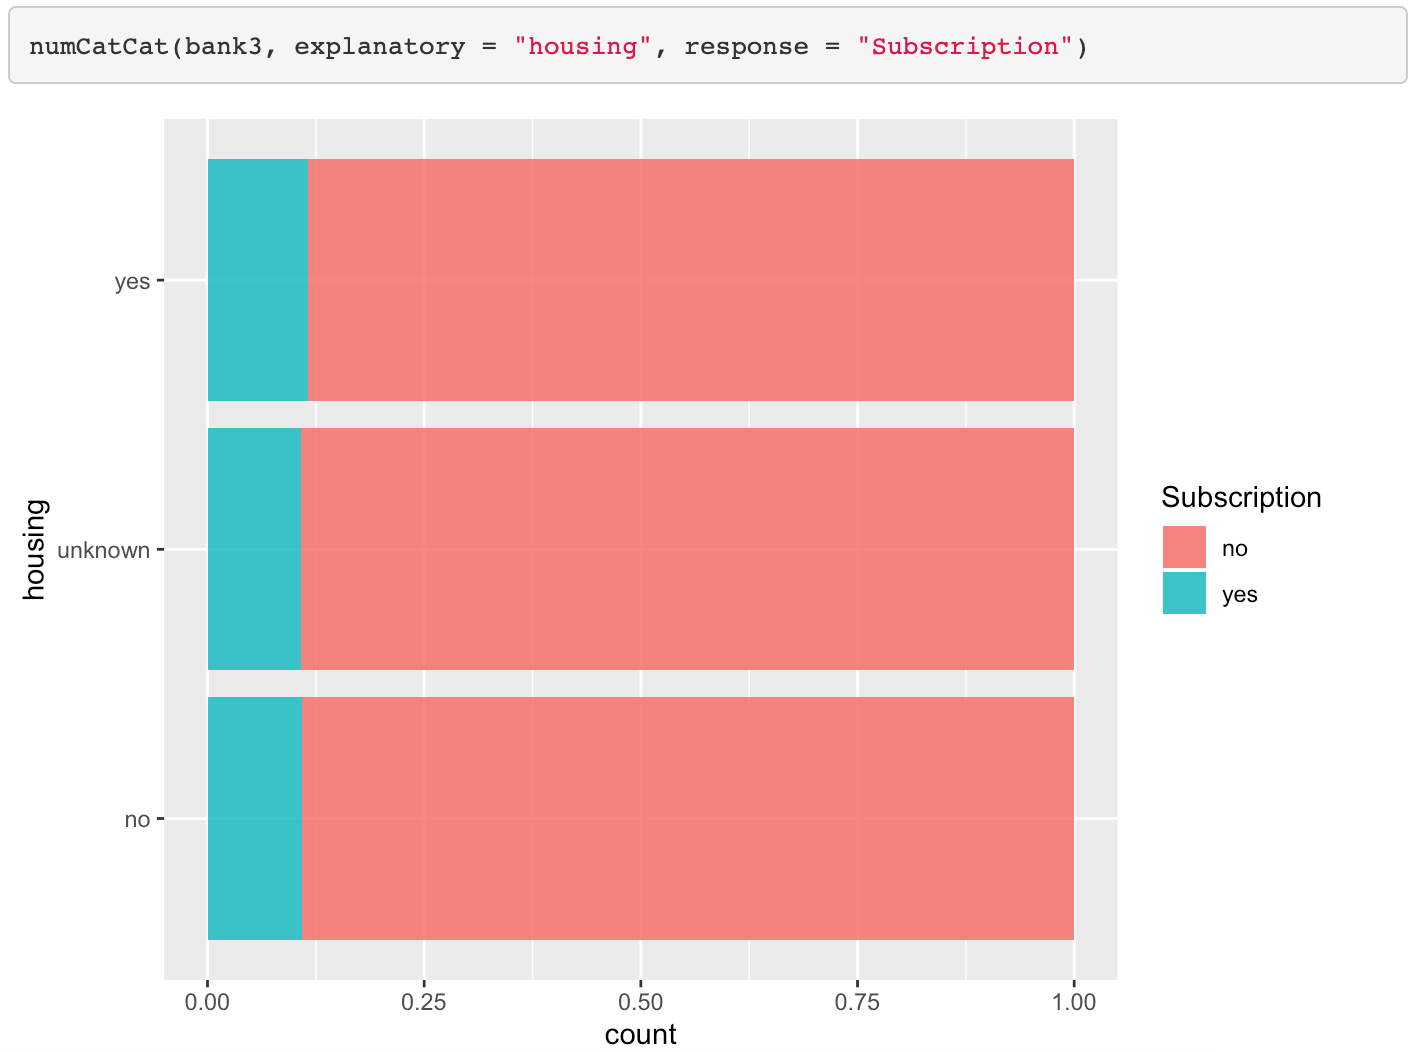 numCatCat(bank3, explanatory = "housing", response = "Subscription")
yes
unknown
no
housing
0.00 0.25 0.50 0.75 1.00
count
Subscription
no
yes